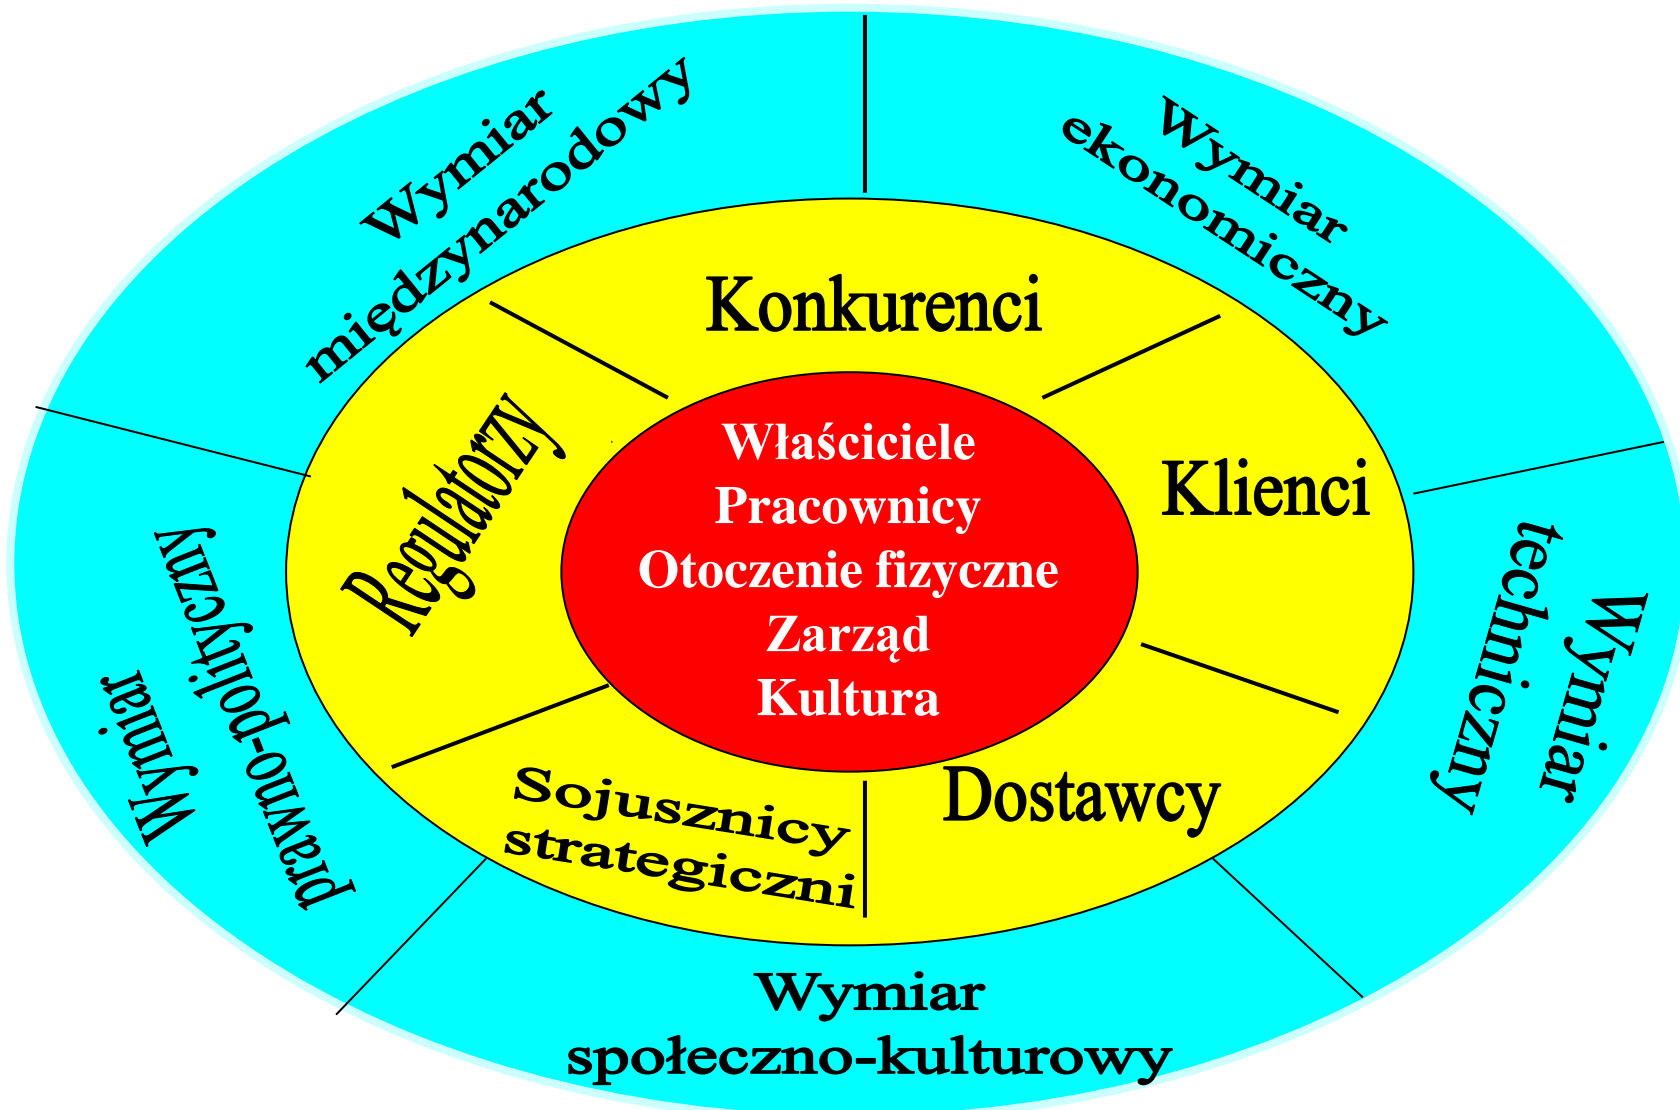 Wymiar
międzynarodowy
Wymiar
ekonomiczny
Konkurenci
Regulatorzy
Właściciele
Pracownicy
Otoczenie fizyczne
Zarząd
Kultura
Klienci
Wymiar
prawno-polityczny
Wymiar
techniczny
Sojusznicy
strategiczni
Dostawcy
Wymiar
społeczno-kulturowy